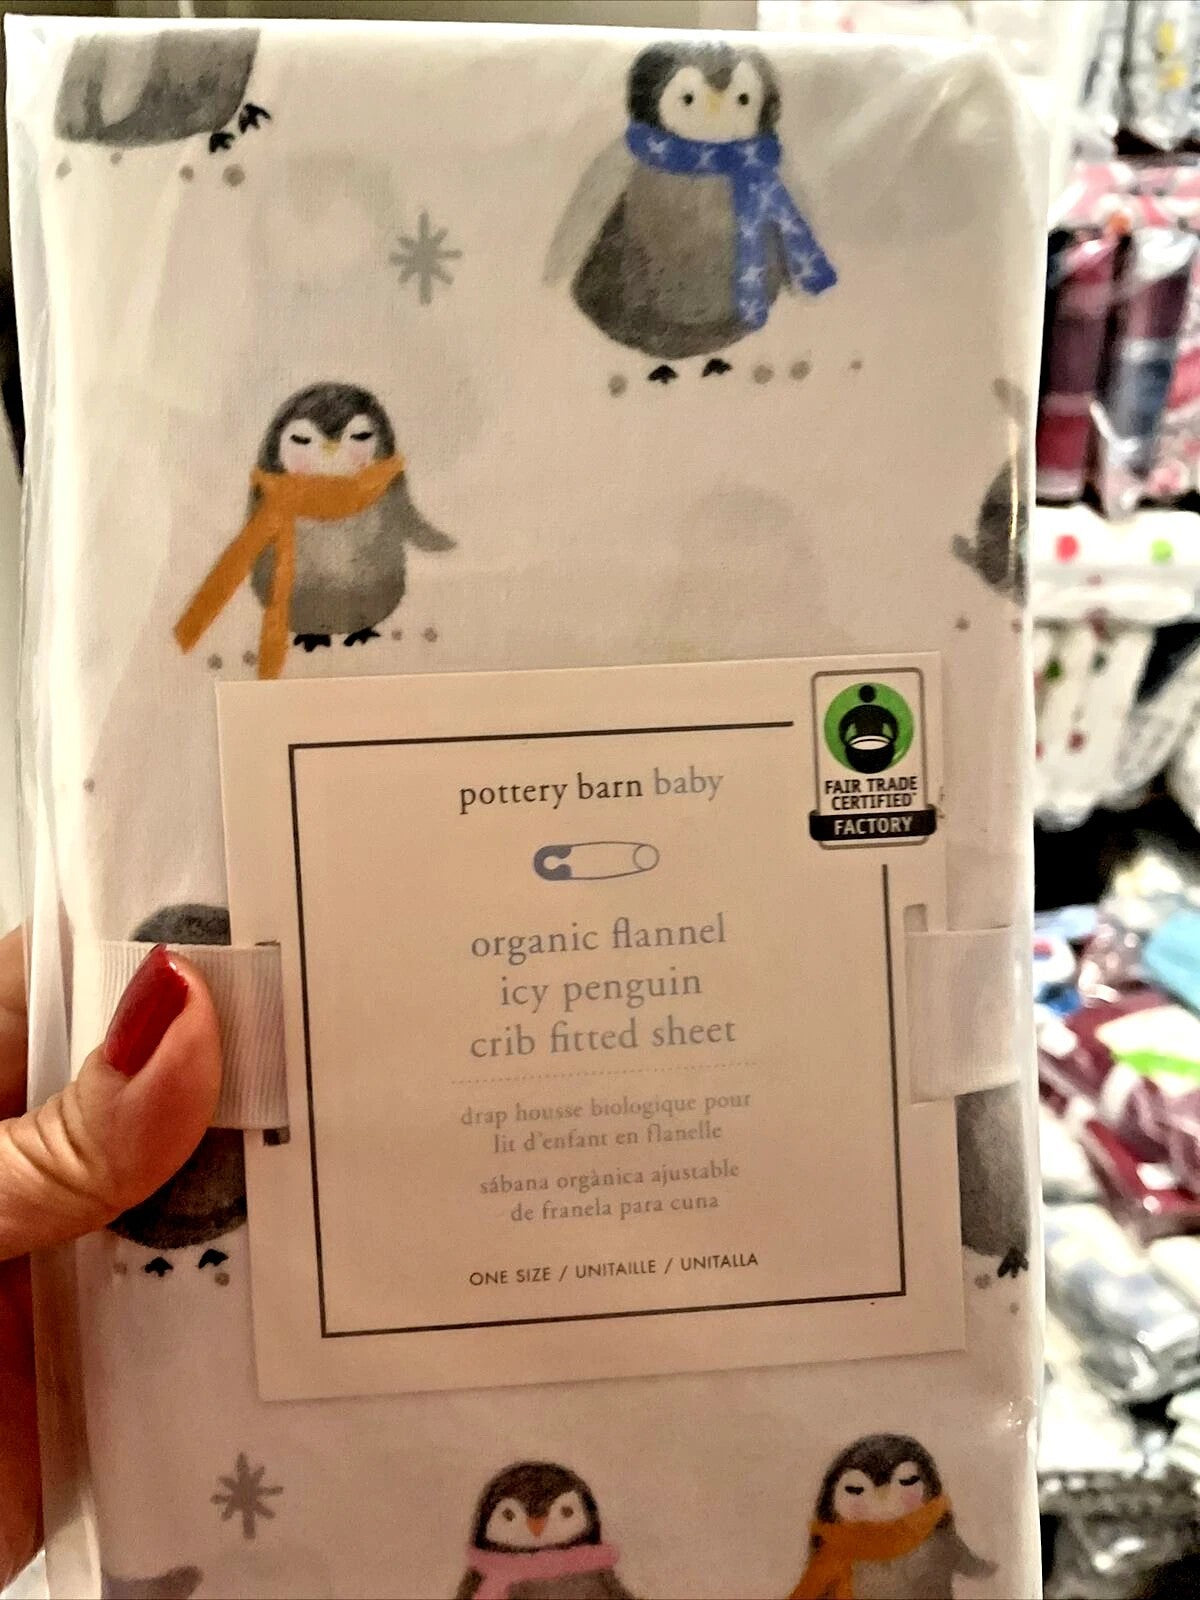 FAIR TRADE
CERTIFIED
FACTORY
pottery barn baby
organic flannel
icy penguin
crib fitted sheet
drap housse biologique pour
lit d'enfant en flanelle
sábana orgànica ajustable
de franela para cuna
ONE SIZE / UNITAILLE / UNITALLA